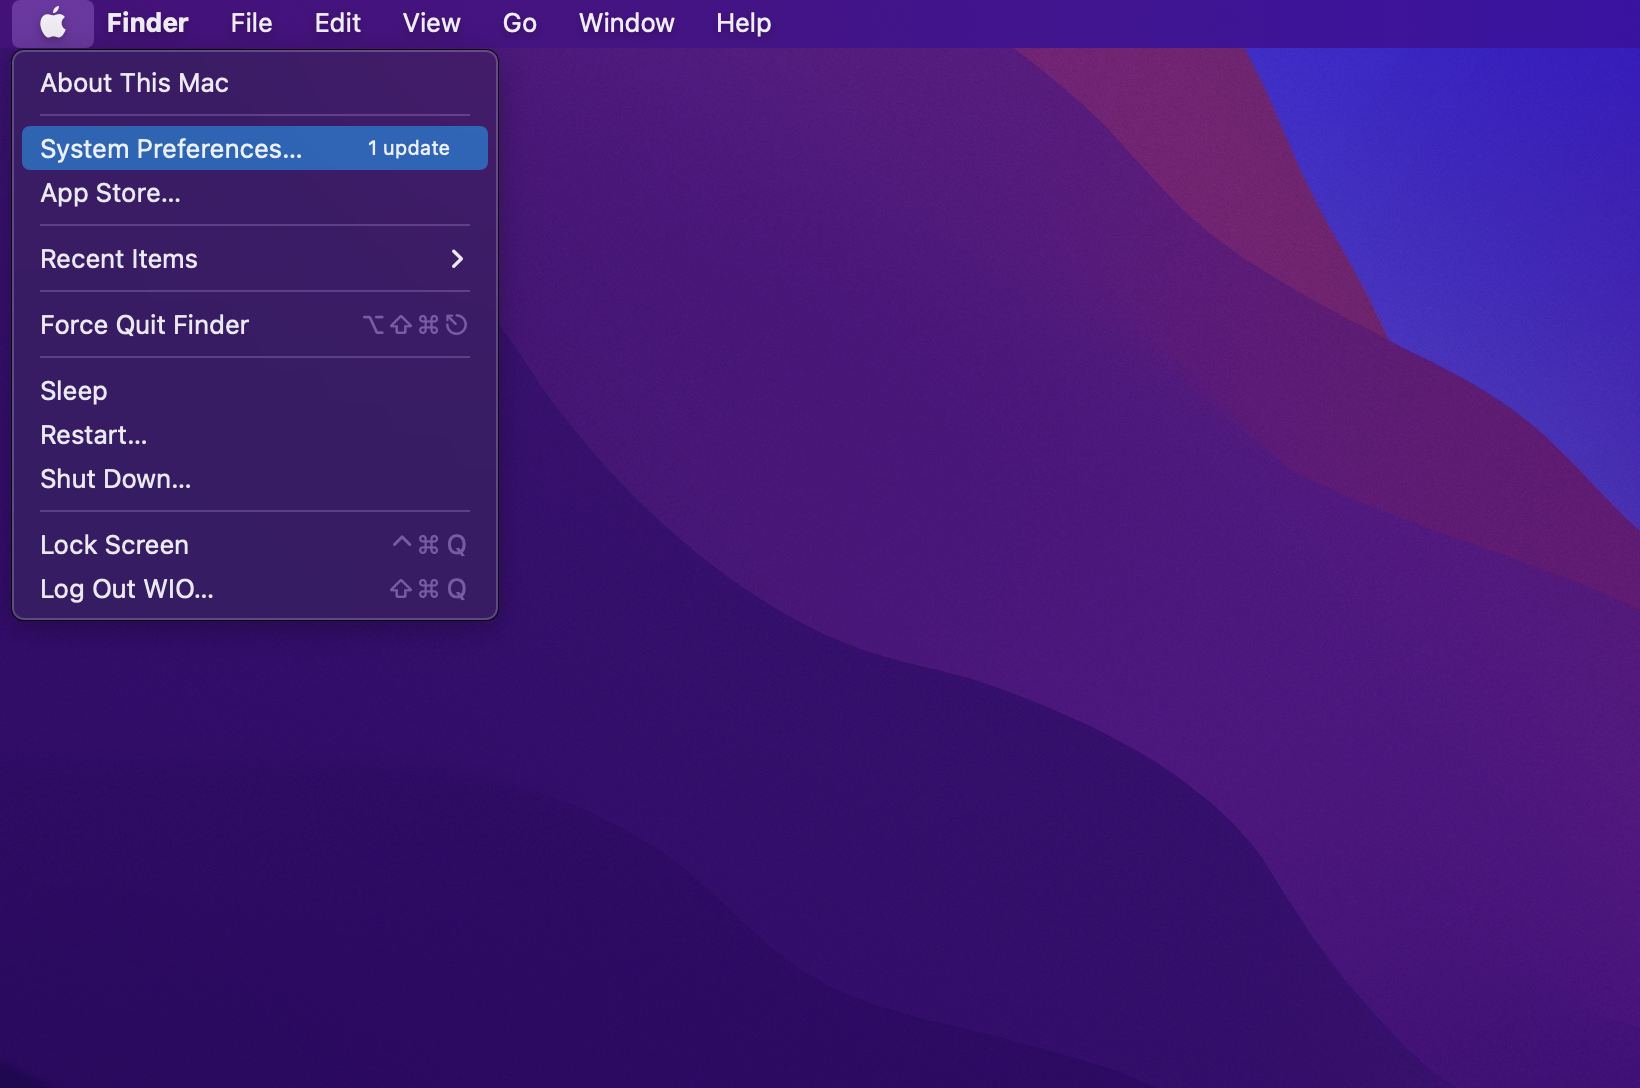 Finder File Edit View Go Window Help
About This Mac
System Preferences... 1 update
App Store...
Recent Items
Force Quit Finder ⌥⇧⌘⎋
Sleep
Restart...
Shut Down...
Lock Screen ^⌘Q
Log Out WIO... ⇧⌘Q